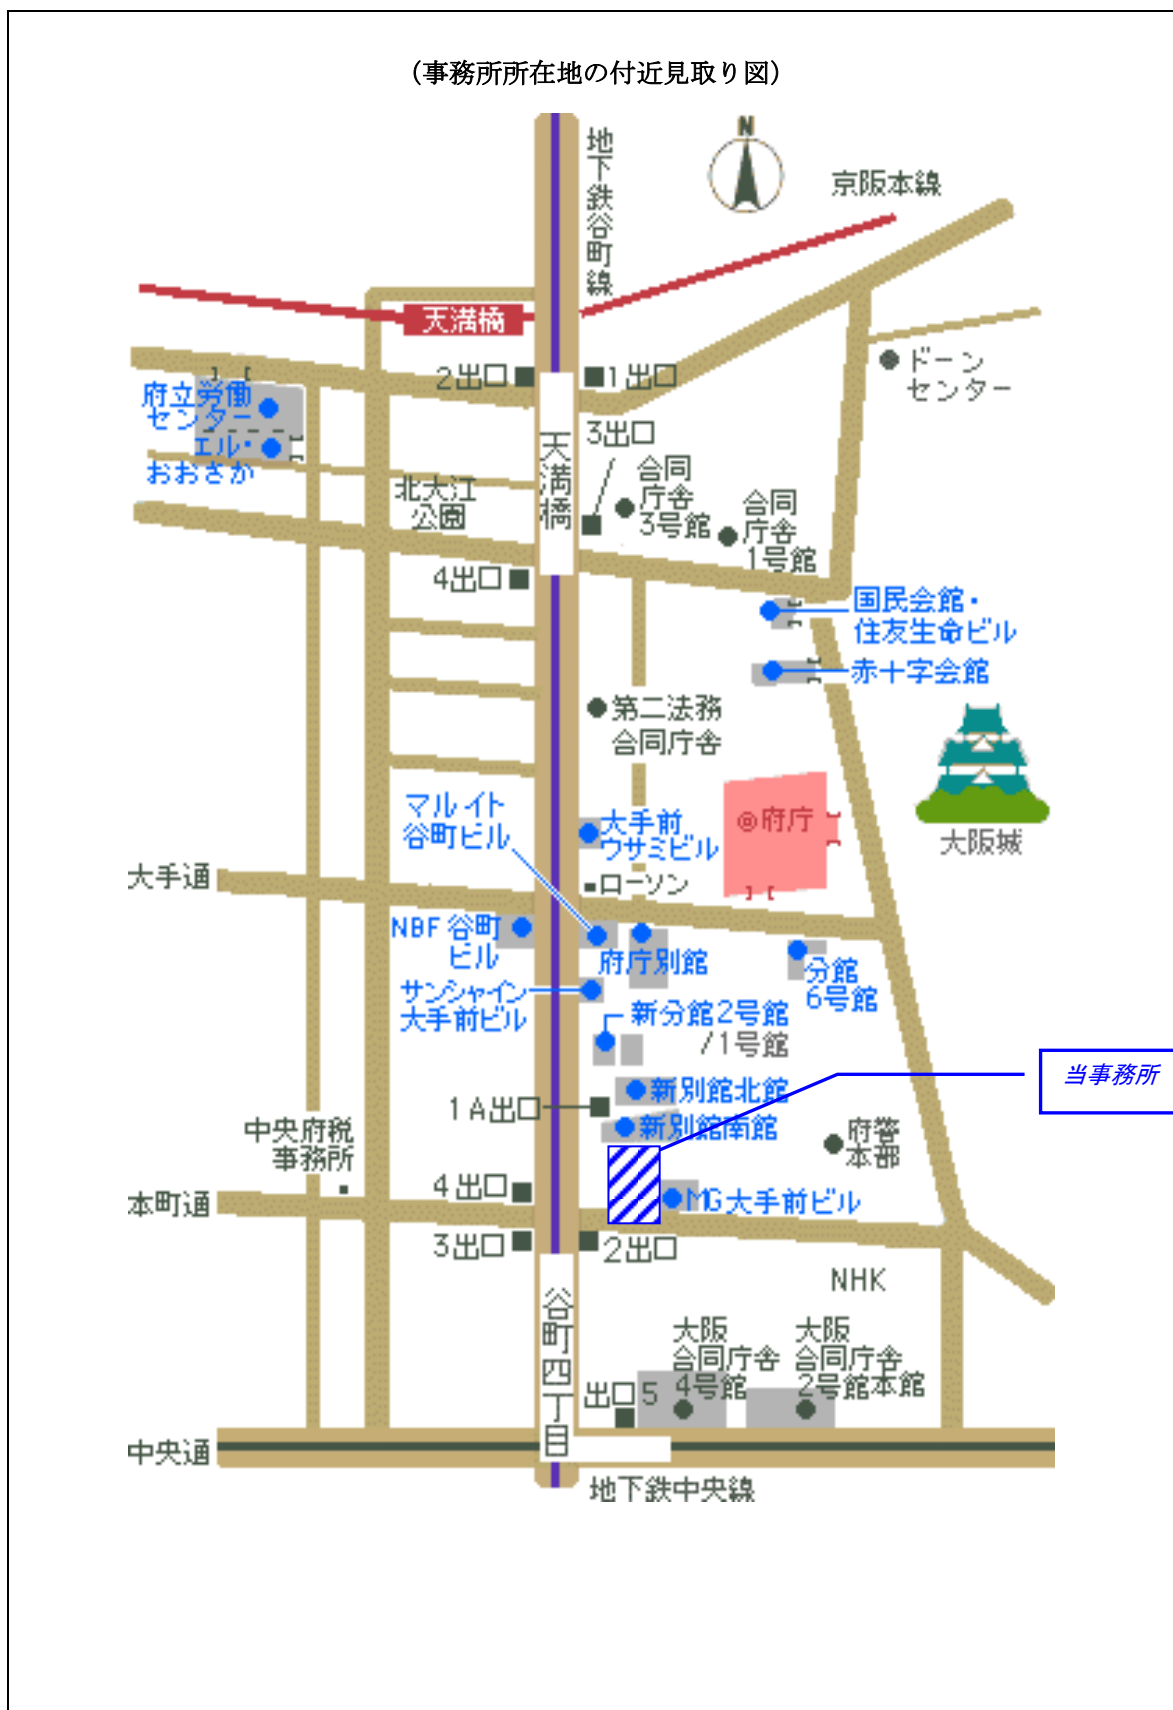 (事務所所在地の付近見取り図)
N
地下鉄谷町線
京阪本線
天満橋
2出口
1出口
ドーン
センター
府立労働
センター
エル・
おおさか
天満橋
3出口
合同
庁舎
3号館
合同
庁舎
1号館
北大江
公園
4出口
国民会館・
住友生命ビル
赤十字会館
第二法務
合同庁舎
大阪城
マルイト
谷町ビル
大手前
ウサミビル
◎府庁
ローソン
大手通
NBF谷町
ビル
府庁別館
分館
6号館
サンシャイン
大手前ビル
新分館2号館
/1号館
当事務所
新別館北館
1A出口
新別館南館
中央府税
事務所
府警
本部
4出口
本町通
MG大手前ビル
3出口
2出口
NHK
谷町四丁目
大阪
合同庁舎
4号館
大阪
合同庁舎
2号館本館
出口5
中央通
地下鉄中央線